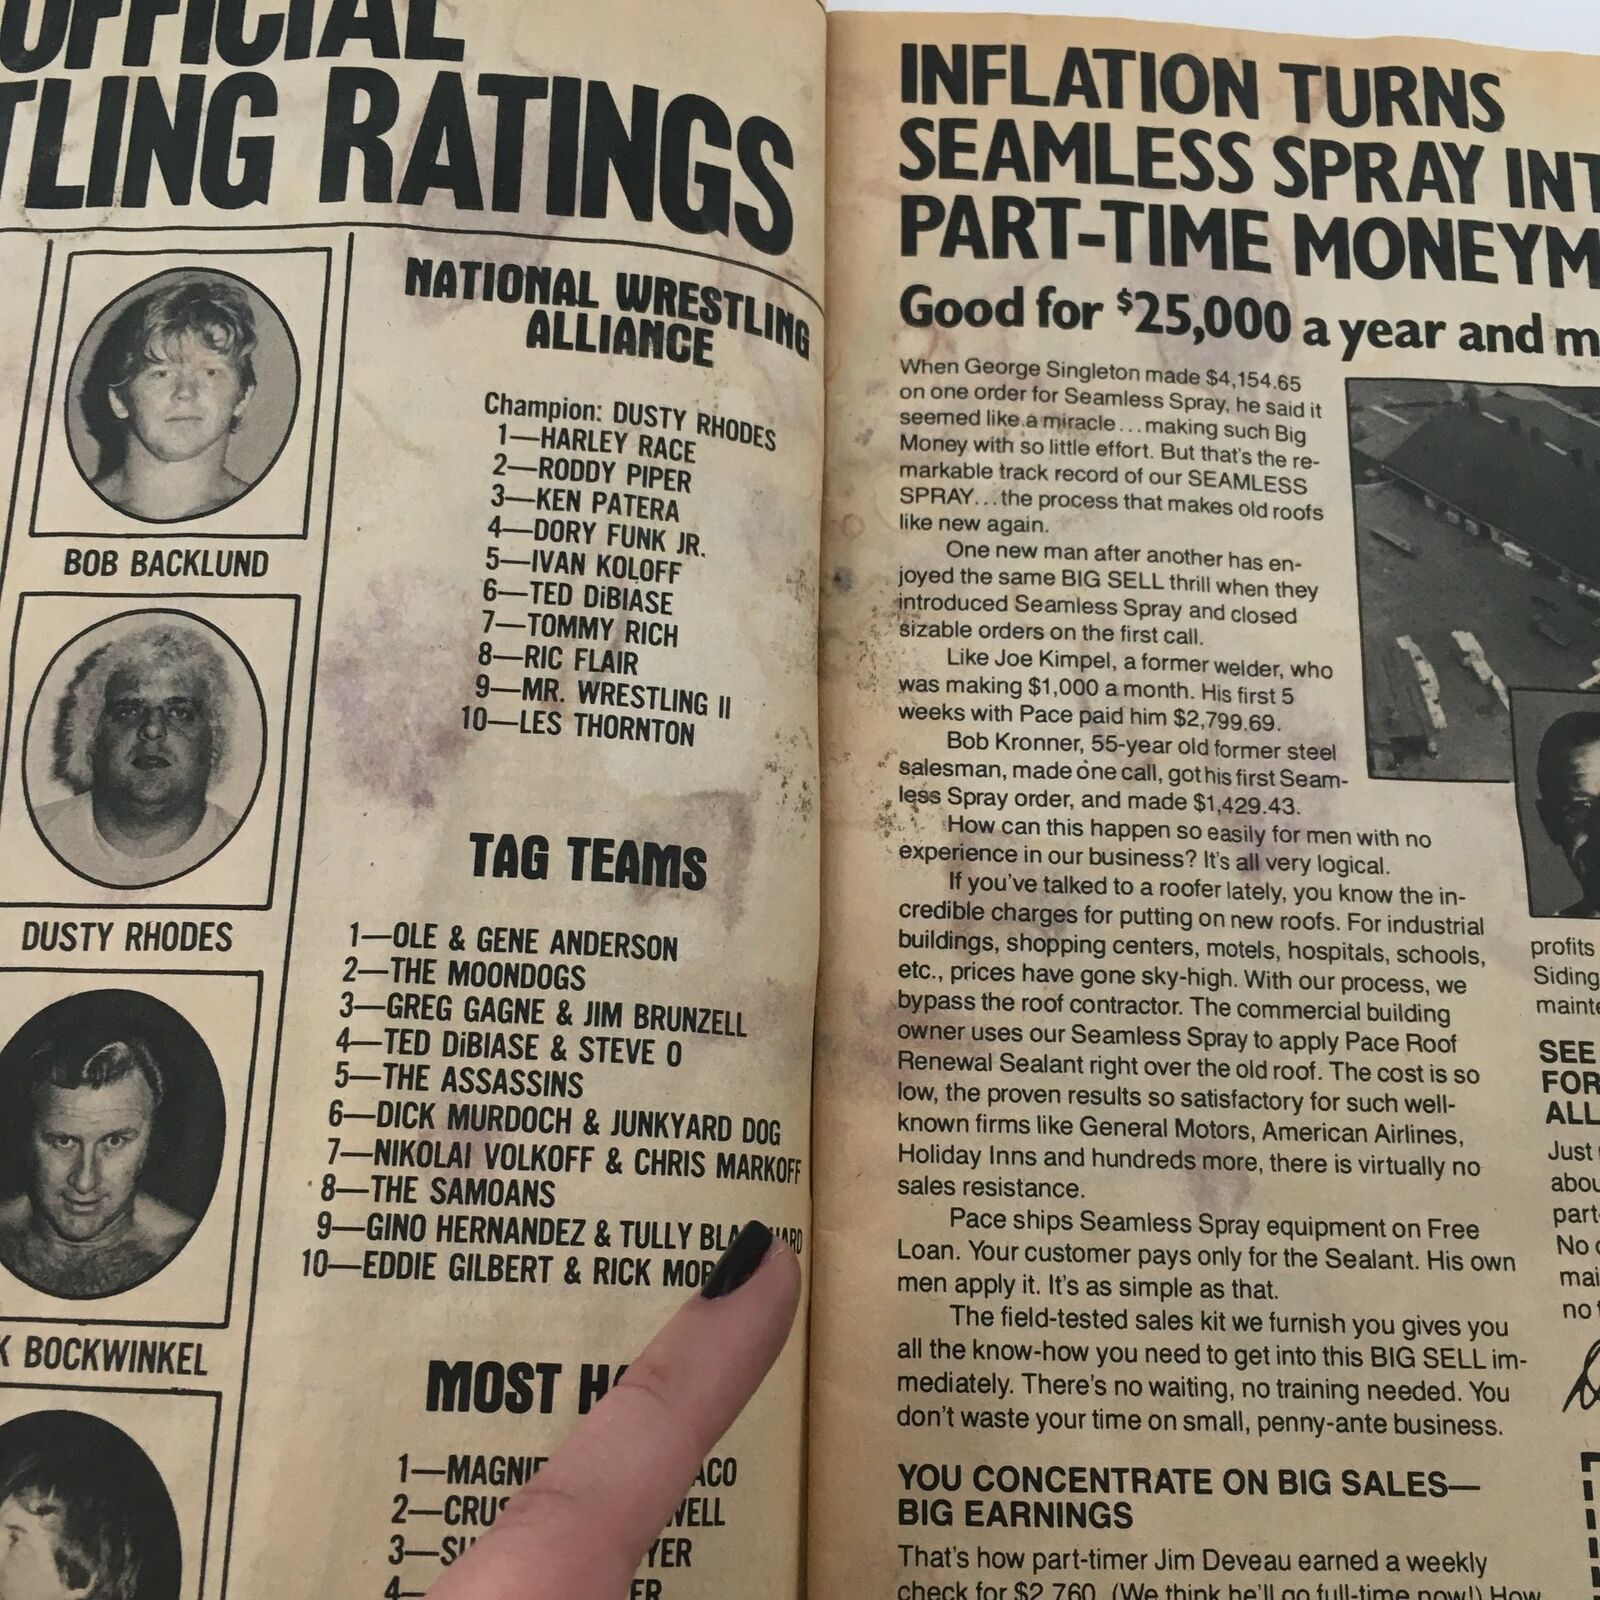 OFFICIAL
TLING RATINGS
BOB BACKLUND
DUSTY RHODES
K BOCKWINKEL
NATIONAL WRESTLING
ALLIANCE
Champion: DUSTY RHODES
1—HARLEY RACE
2—RODDY PIPER
3—KEN PATERA
4—DORY FUNK JR.
5—IVAN KOLOFF
6—TED DiBIASE
7—TOMMY RICH
8—RIC FLAIR
9—MR. WRESTLING II
10—LES THORNTON
TAG TEAMS
1—OLE & GENE ANDERSON
2—THE MOONDOGS
3—GREG GAGNE & JIM BRUNZELL
4—TED DiBIASE & STEVE O
5—THE ASSASSINS
6—DICK MURDOCH & JUNKYARD DOG
7—NIKOLAI VOLKOFF & CHRIS MARKOFF
8—THE SAMOANS
9—GINO HERNANDEZ & TULLY
10—EDDIE GILBERT & RICK
MOST
1—
2—
3—
4—
INFLATION TURNS
SEAMLESS SPRAY INT
PART-TIME MONEYM
Good for $25,000 a year and m
When George Singleton made $4,154.65
on one order for Seamless Spray, he said it
seemed like a miracle...making such Big
Money with so little effort. But that's the re-
markable track record of our SEAMLESS
SPRAY...the process that makes old roofs
like new again.
One new man after another has en-
joyed the same BIG SELL thrill when they
introduced Seamless Spray and closed
sizable orders on the first call.
Like Joe Kimpel, a former welder, who
was making $1,000 a month. His first 5
weeks with Pace paid him $2,799.69.
Bob Kronner, 55-year old former steel
salesman, made one call, got his first Seam-
less Spray order, and made $1,429.43.
How can this happen so easily for men with no
experience in our business? It's all very logical.
If you've talked to a roofer lately, you know the in-
credible charges for putting on new roofs. For industrial
buildings, shopping centers, motels, hospitals, schools,
etc., prices have gone sky-high. With our process, we
bypass the roof contractor. The commercial building
owner uses our Seamless Spray to apply Pace Roof
Renewal Sealant right over the old roof. The cost is so
low, the proven results so satisfactory for such well-
known firms like General Motors, American Airlines,
Holiday Inns and hundreds more, there is virtually no
sales resistance.
Pace ships Seamless Spray equipment on Free
Loan. Your customer pays only for the Sealant. His own
men apply it. It's as simple as that.
The field-tested sales kit we furnish you gives you
all the know-how you need to get into this BIG SELL im-
mediately. There's no waiting, no training needed. You
don't waste your time on small, penny-ante business.
YOU CONCENTRATE ON BIG SALES—
BIG EARNINGS
That's how part-timer Jim Deveau earned a weekly
check for $2,760. (We think he'll go full-time now!) How
profits
Siding
mainte
SEE
FOR
ALL
Just
abou
part-
No
mai
no